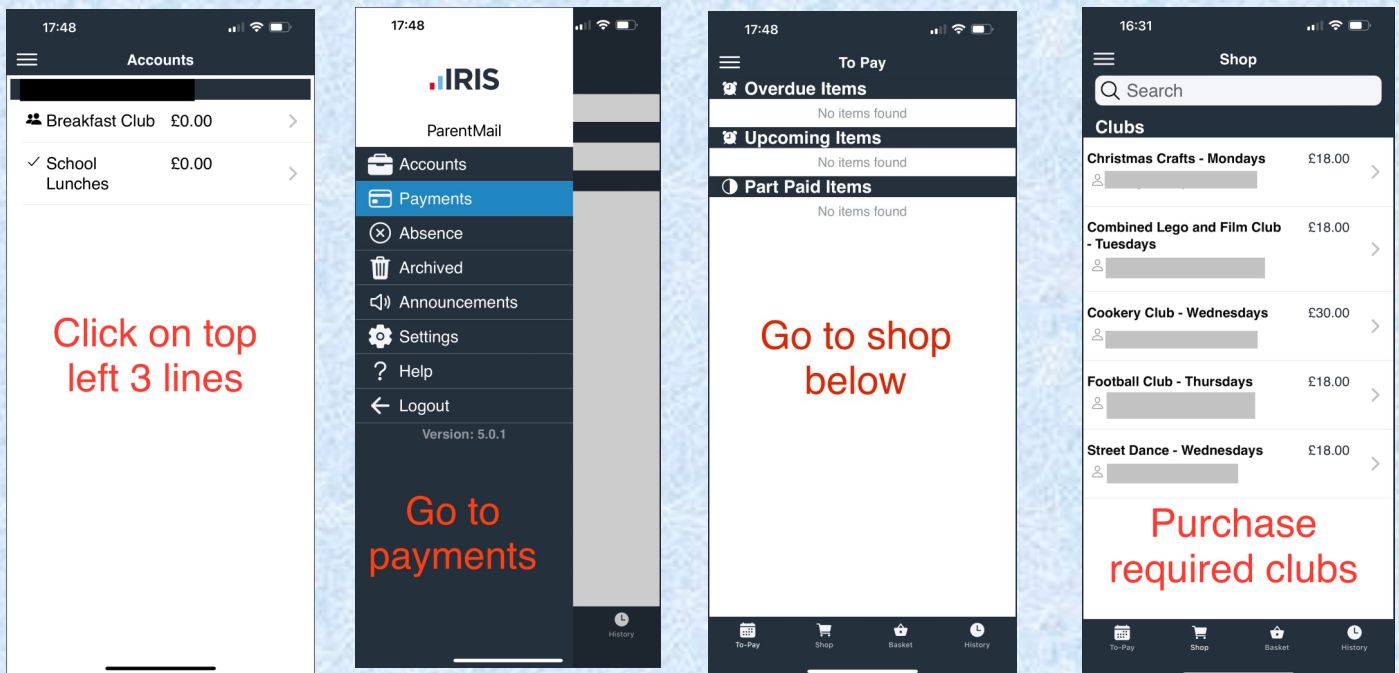 17:48
Accounts
Breakfast Club £0.00
School £0.00
Lunches
Click on top
left 3 lines
17:48
IRIS
ParentMail
Accounts
Payments
Absence
Archived
Announcements
Settings
Help
Logout
Version: 5.0.1
Go to
payments
History
17:48
To Pay
Overdue Items
No items found
Upcoming Items
No items found
Part Paid Items
No items found
Go to shop
below
To-Pay Shop Basket History
16:31
Shop
Search
Clubs
Christmas Crafts - Mondays £18.00
Combined Lego and Film Club £18.00
- Tuesdays
Cookery Club - Wednesdays £30.00
Football Club - Thursdays £18.00
Street Dance - Wednesdays £18.00
Purchase
required clubs
To-Pay Shop Basket History